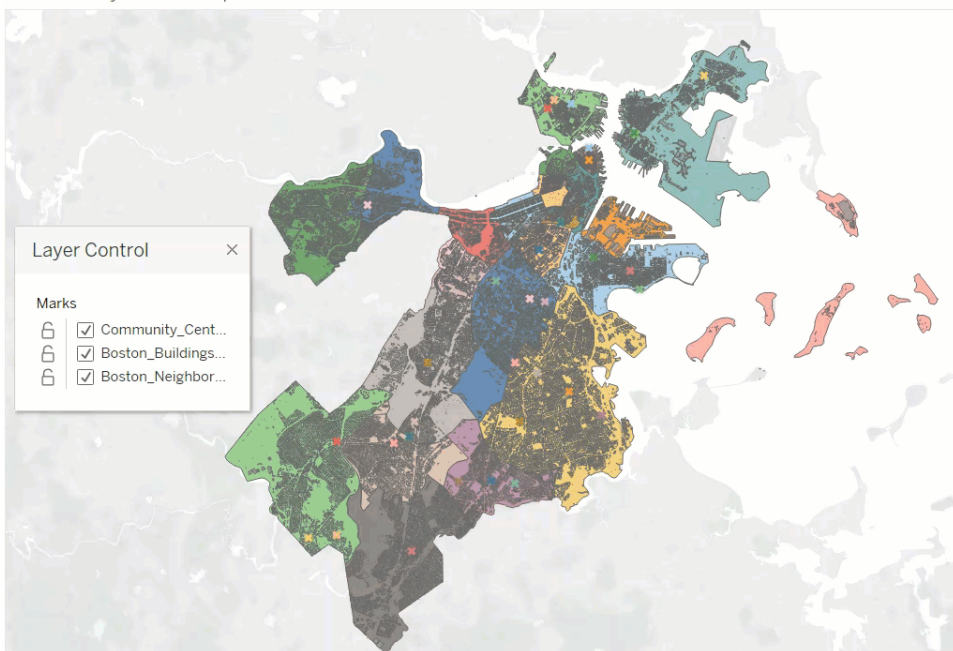 Layer Control
Marks
Community_Cent...
Boston_Buildings...
Boston_Neighbor...